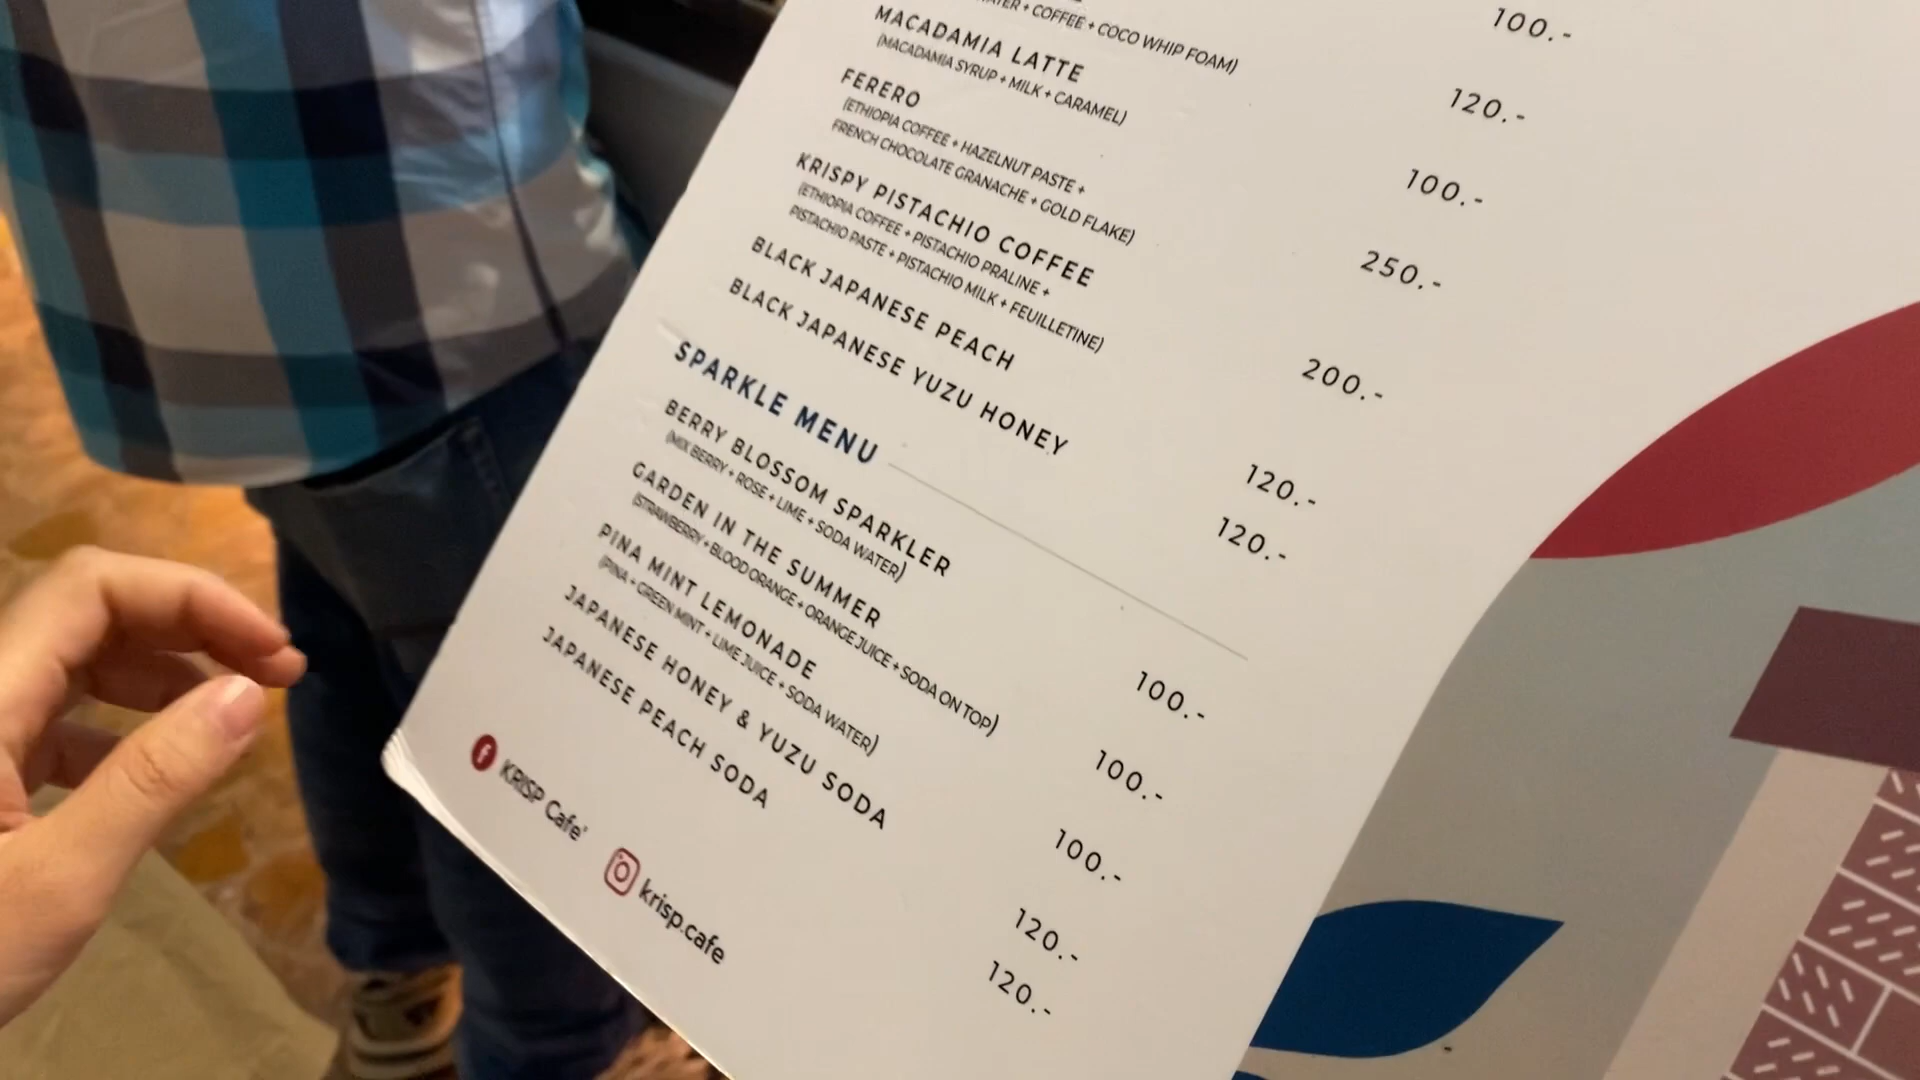 100.-
120.-
+ COFFEE + COCO WHIP FOAM)
MACADAMIA LATTE 100.-
(MACADAMIA SYRUP + MILK + CARAMEL)
FERERO 250.-
(ETHIOPIA COFFEE + HAZELNUT PASTE +
FRENCH CHOCOLATE GRANACHE + GOLD FLAKE)
KRISPY PISTACHIO COFFEE 200.-
(ETHIOPIA COFFEE + PISTACHIO PRALINE +
PISTACHIO PASTE + PISTACHIO MILK + FEUILLETINE)
BLACK JAPANESE PEACH 120.-
BLACK JAPANESE YUZU HONEY 120.-
SPARKLE MENU
BERRY BLOSSOM SPARKLER 100.-
(MIX BERRY + ROSE + LIME + SODA WATER)
GARDEN IN THE SUMMER 100.-
(STRAWBERRY + BLOOD ORANGE + ORANGE JUICE + SODA ON TOP)
PINA MINT LEMONADE 100.-
(PINA + GREEN MINT + LIME JUICE + SODA WATER)
JAPANESE HONEY & YUZU SODA 120.-
JAPANESE PEACH SODA 120.-
KRISP Cafe'
krisp.cafe